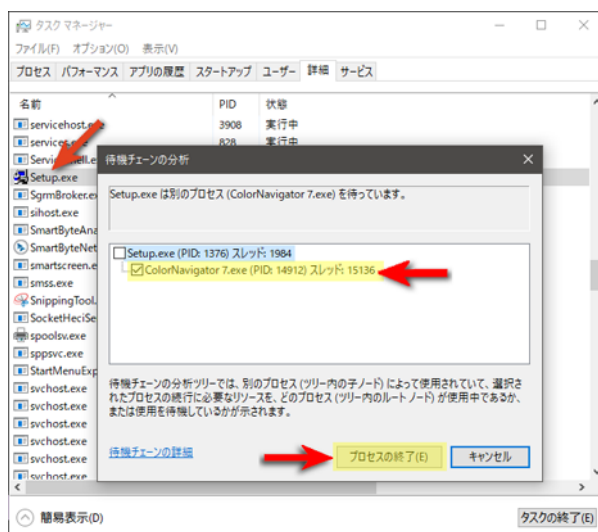 タスク マネージャー
ファイル(F) オプション(O) 表示(V)
プロセス パフォーマンス アプリの履歴 スタートアップ ユーザー 詳細 サービス
名前 PID 状態
servicehost.exe 3908 実行中
services.exe 828 実行中
待機チェーンの分析
Setup.exe
Setup.exe は別のプロセス (ColorNavigator 7.exe) を待っています。
SgrmBroker.ex
sihost.exe
SmartByteAna
SmartByteNet
smartscreen.e
smss.exe
SnippingTool.
SocketHeciSe
spoolsv.exe
sppsvc.exe
StartMenuExp
svchost.exe
svchost.exe
svchost.exe
svchost.exe
svchost.exe
svchost.exe
Setup.exe (PID: 1376) スレッド: 1984
ColorNavigator 7.exe (PID: 14912) スレッド: 15136
待機チェーンの分析ツリーでは、別のプロセス (ツリー内の子ノード) によって使用されていて、選択さ
れたプロセスの続行に必要なリソースを、どのプロセス (ツリー内のルート ノード) が使用中であるか、
または使用を待機しているかが示されます。
待機チェーンの詳細 プロセスの終了(E) キャンセル
簡易表示(D) タスクの終了(E)